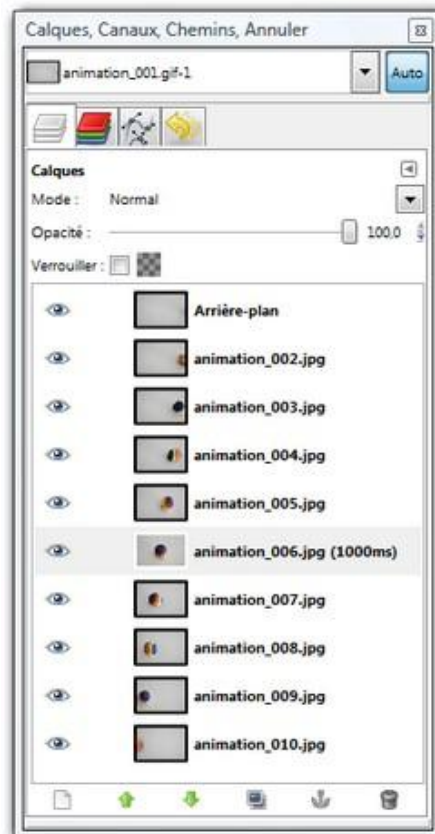 Calques, Canaux, Chemins, Annuler
animation_001.gif-1
Auto
Calques
Mode : Normal
Opacité : 100,0
Verrouiller :
Arrière-plan
animation_002.jpg
animation_003.jpg
animation_004.jpg
animation_005.jpg
animation_006.jpg (1000ms)
animation_007.jpg
animation_008.jpg
animation_009.jpg
animation_010.jpg